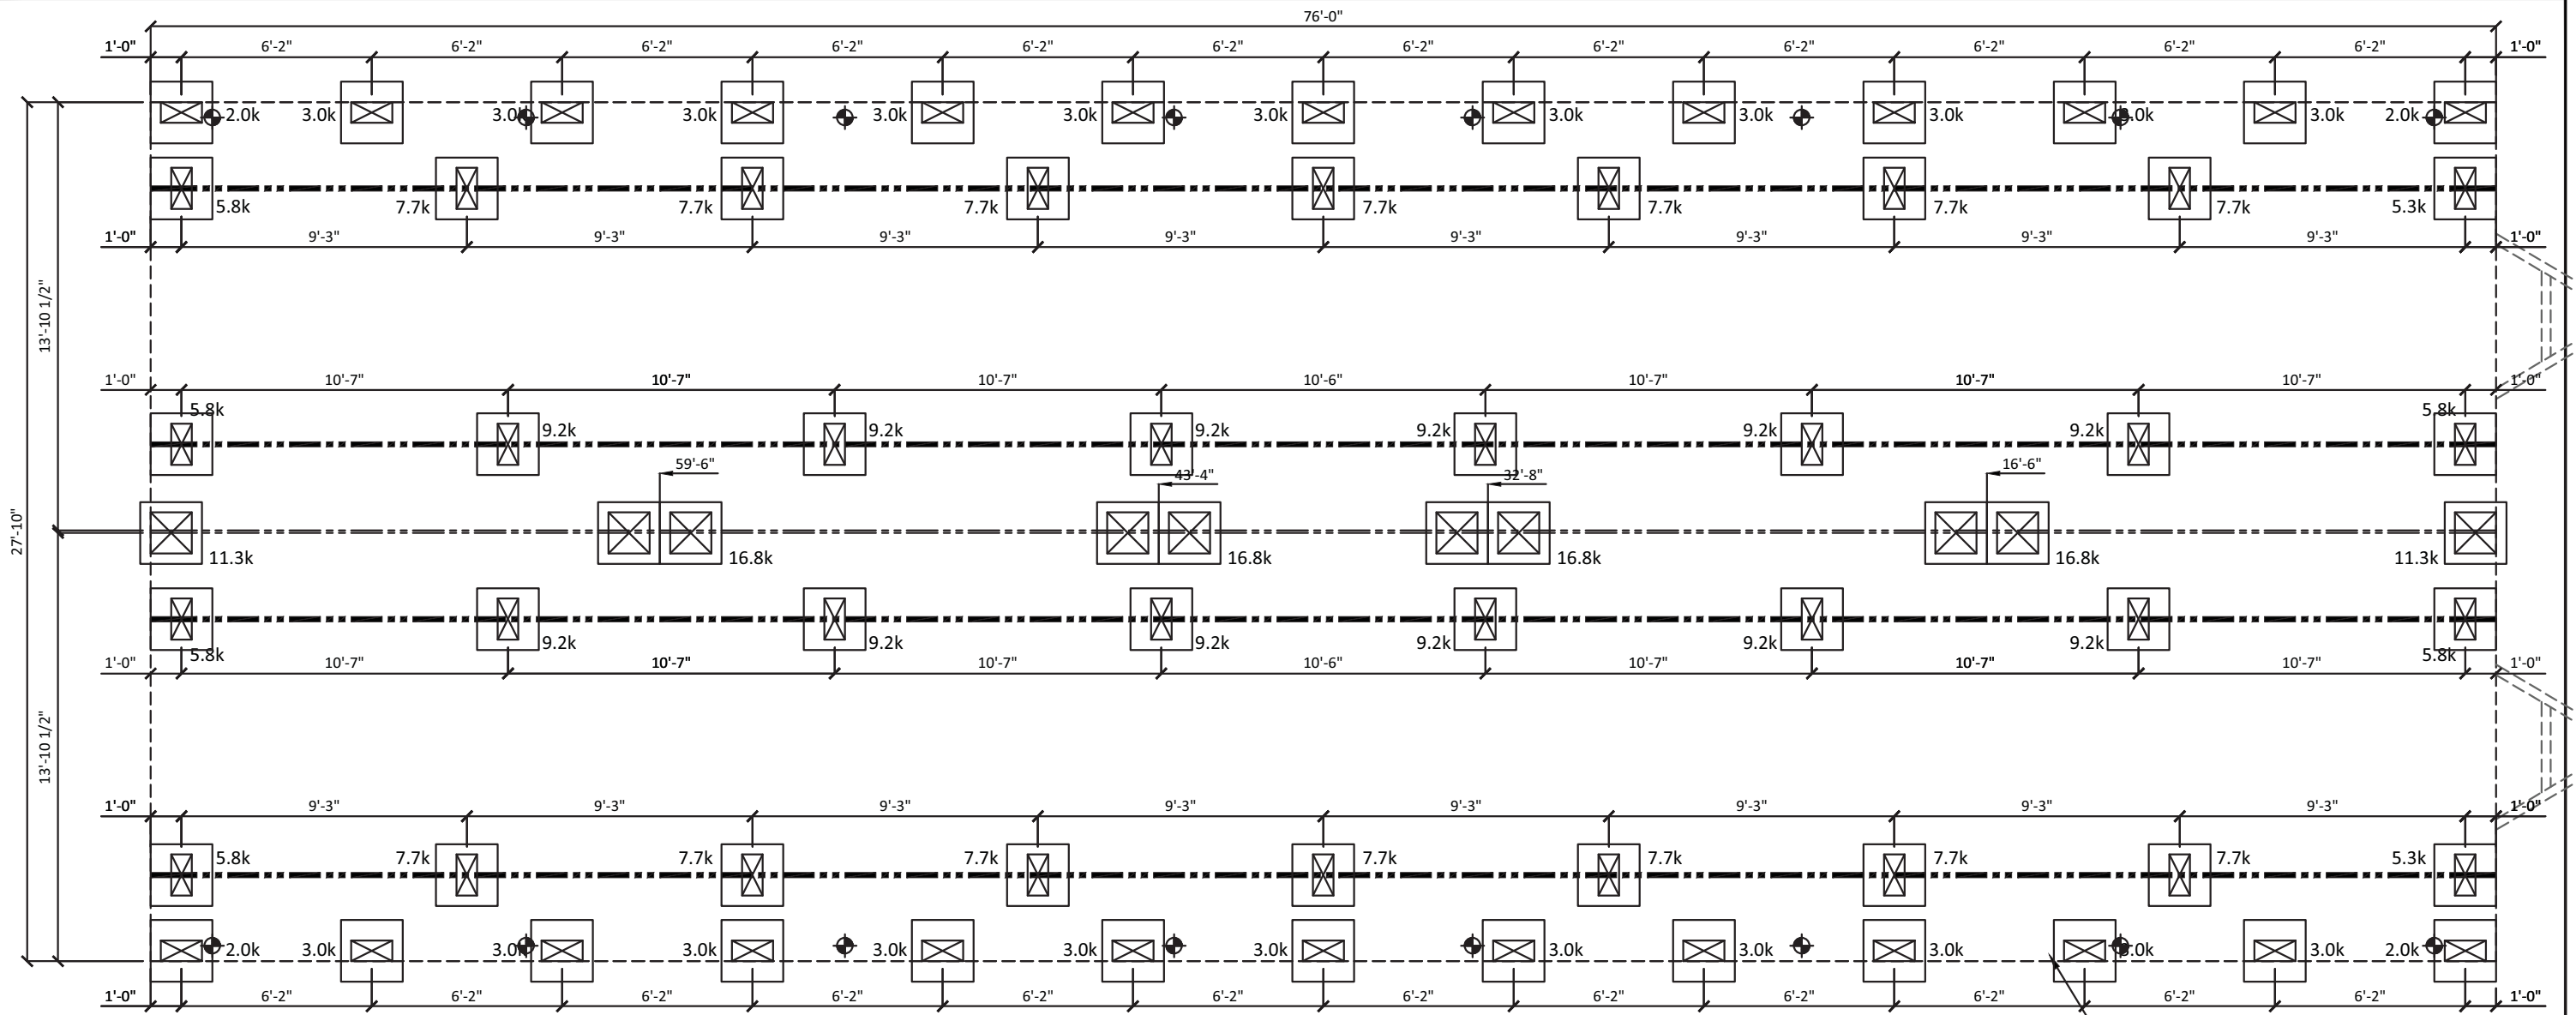 76'-0"
1'-0" 6'-2" 6'-2" 6'-2" 6'-2" 6'-2" 6'-2" 6'-2" 6'-2" 6'-2" 6'-2" 6'-2" 6'-2" 1'-0"
2.0k 3.0k 3.0k 3.0k 3.0k 3.0k 3.0k 3.0k 3.0k 3.0k 3.0k 3.0k 2.0k
5.8k 7.7k 7.7k 7.7k 7.7k 7.7k 7.7k 7.7k 5.3k
1'-0" 9'-3" 9'-3" 9'-3" 9'-3" 9'-3" 9'-3" 9'-3" 9'-3" 1'-0"
13'-10 1/2"
1'-0" 10'-7" 10'-7" 10'-7" 10'-6" 10'-7" 10'-7" 10'-7" 1'-0"
5.8k 5.8k
9.2k 9.2k 9.2k 9.2k 9.2k 9.2k
59'-6" 43'-4" 32'-8" 16'-6"
27'-10"
11.3k 16.8k 16.8k 16.8k 16.8k 11.3k
9.2k 9.2k 9.2k 9.2k 9.2k 9.2k
5.8k 5.8k
1'-0" 10'-7" 10'-7" 10'-7" 10'-6" 10'-7" 10'-7" 10'-7" 1'-0"
13'-10 1/2"
1'-0" 9'-3" 9'-3" 9'-3" 9'-3" 9'-3" 9'-3" 9'-3" 9'-3" 1'-0"
5.8k 7.7k 7.7k 7.7k 7.7k 7.7k 7.7k 7.7k 5.3k
2.0k 3.0k 3.0k 3.0k 3.0k 3.0k 3.0k 3.0k 3.0k 3.0k 3.0k 3.0k 2.0k
1'-0" 6'-2" 6'-2" 6'-2" 6'-2" 6'-2" 6'-2" 6'-2" 6'-2" 6'-2" 6'-2" 6'-2" 6'-2" 1'-0"